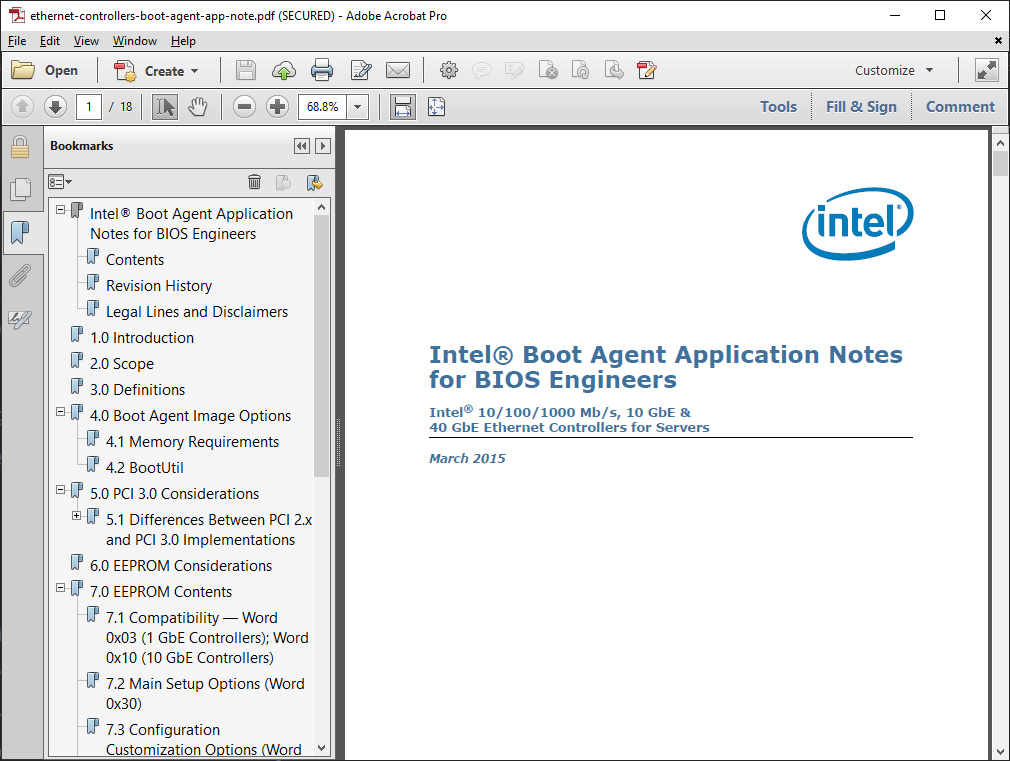 ethernet-controllers-boot-agent-app-note.pdf (SECURED) - Adobe Acrobat Pro
File Edit View Window Help
Open Create Customize
1 / 18 68.8% Tools Fill & Sign Comment
Bookmarks
Intel® Boot Agent Application
Notes for BIOS Engineers
Contents
Revision History
Legal Lines and Disclaimers
1.0 Introduction
2.0 Scope
3.0 Definitions
4.0 Boot Agent Image Options
4.1 Memory Requirements
4.2 BootUtil
5.0 PCI 3.0 Considerations
5.1 Differences Between PCI 2.x
and PCI 3.0 Implementations
6.0 EEPROM Considerations
7.0 EEPROM Contents
7.1 Compatibility — Word
0x03 (1 GbE Controllers); Word
0x10 (10 GbE Controllers)
7.2 Main Setup Options (Word
0x30)
7.3 Configuration
Customization Options (Word
intel®
Intel® Boot Agent Application Notes
for BIOS Engineers
Intel® 10/100/1000 Mb/s, 10 GbE &
40 GbE Ethernet Controllers for Servers
March 2015